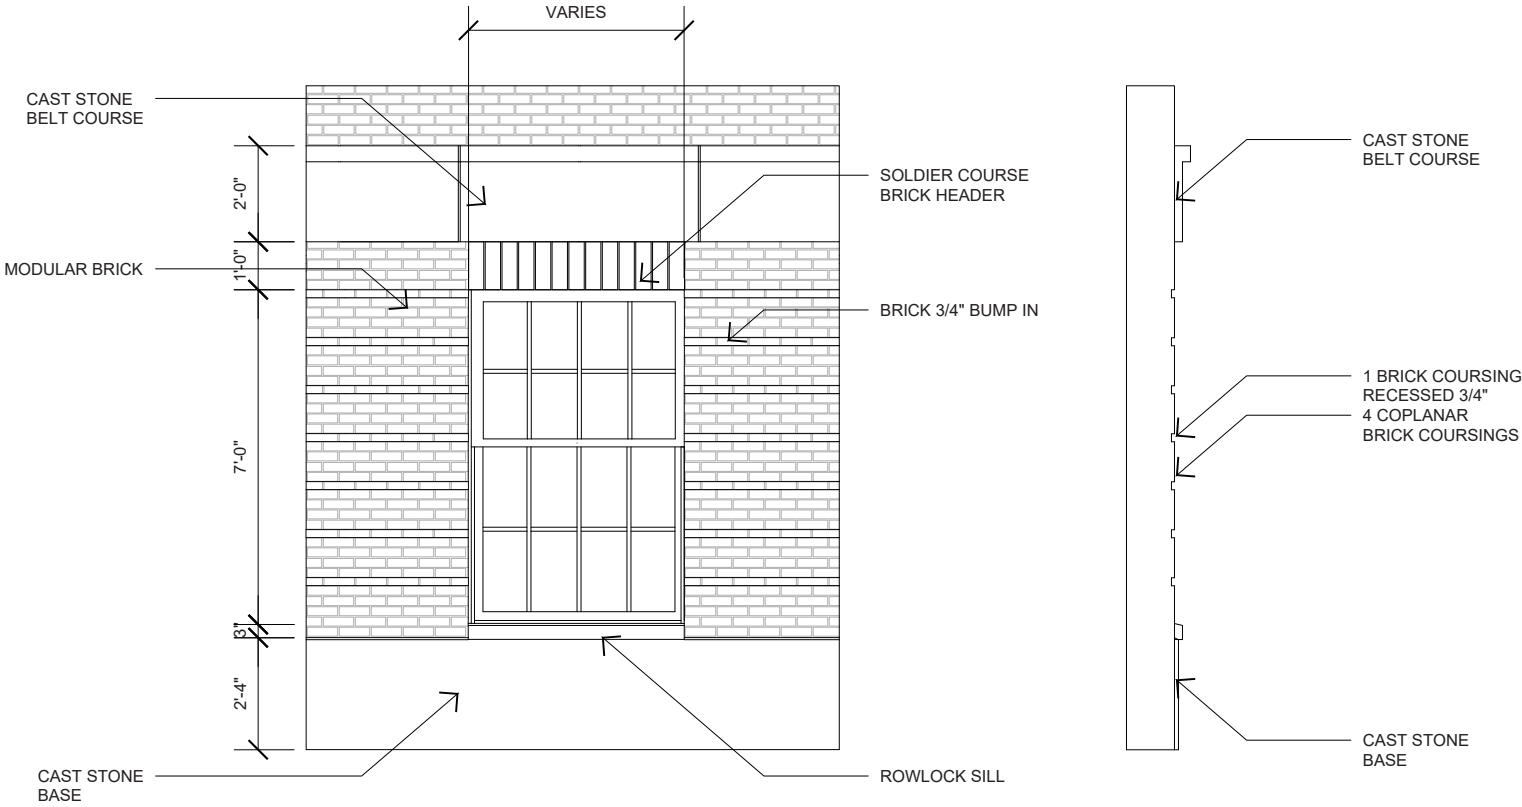 VARIES
CAST STONE
BELT COURSE
2'-0"
1'-0"
MODULAR BRICK
7'-0"
3"
2'-4"
CAST STONE
BASE
SOLDIER COURSE
BRICK HEADER
BRICK 3/4" BUMP IN
ROWLOCK SILL
CAST STONE
BELT COURSE
1 BRICK COURSING
RECESSED 3/4"
4 COPLANAR
BRICK COURSINGS
CAST STONE
BASE